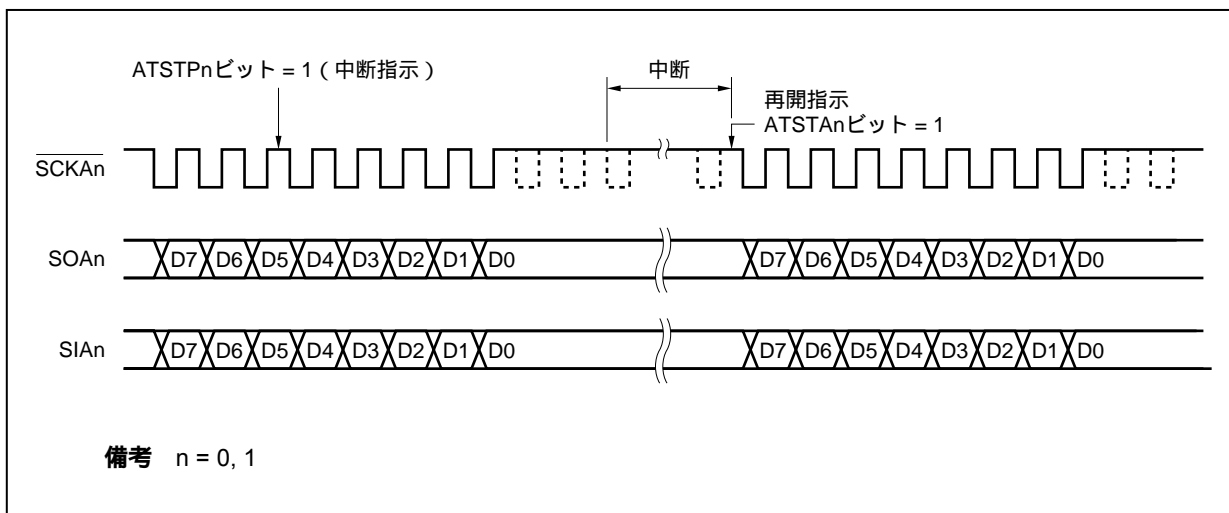 ATSTPnビット = 1 ( 中断指示 )
中断
再開指示
ATSTAnビット = 1
SCKAn
SOAn D7 D6 D5 D4 D3 D2 D1 D0 D7 D6 D5 D4 D3 D2 D1 D0
SIAn D7 D6 D5 D4 D3 D2 D1 D0 D7 D6 D5 D4 D3 D2 D1 D0
備考 n = 0, 1